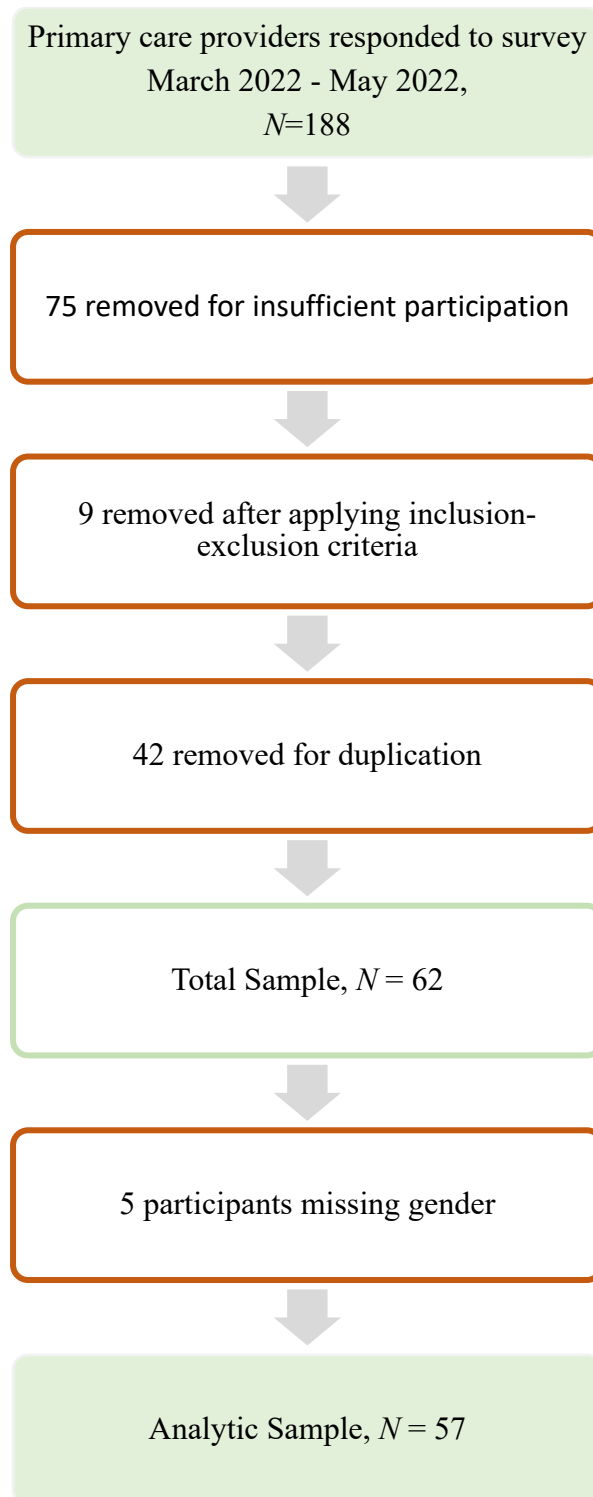 Primary care providers responded to survey
March 2022 - May 2022,
N=188
75 removed for insufficient participation
9 removed after applying inclusion-
exclusion criteria
42 removed for duplication
Total Sample, N = 62
5 participants missing gender
Analytic Sample, N = 57